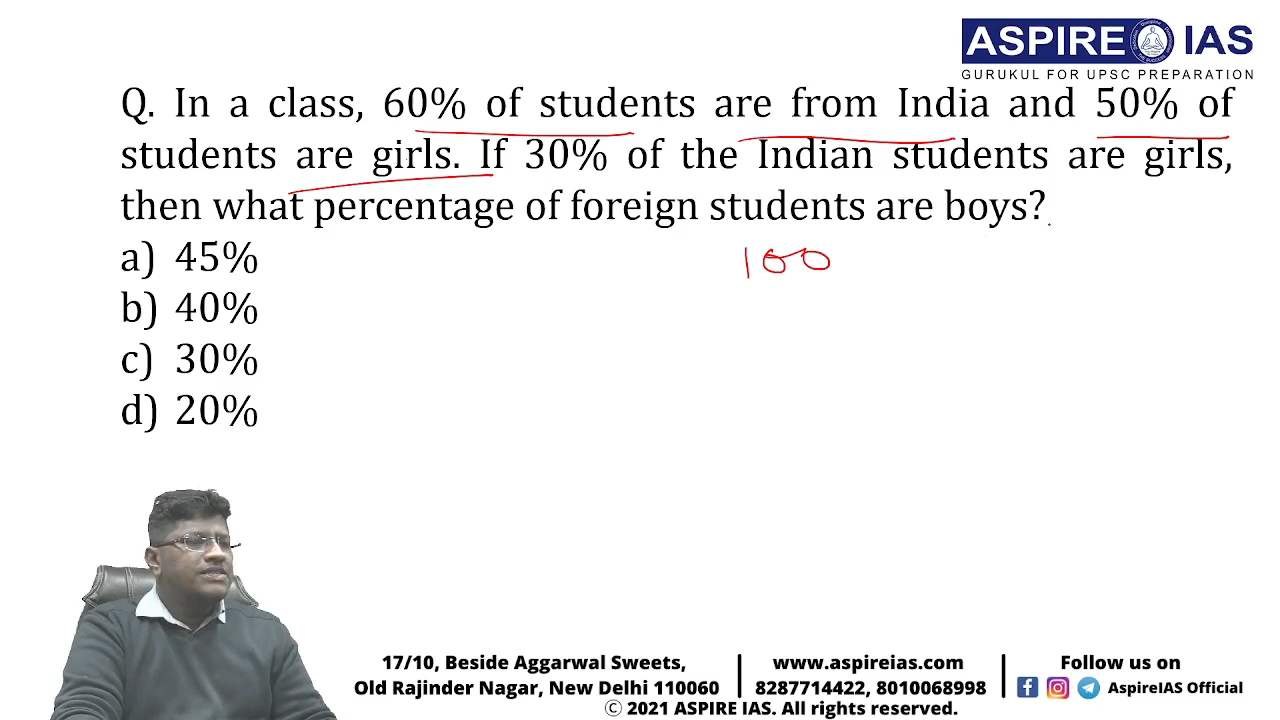 ASPIRE IAS
GURUKUL FOR UPSC PREPARATION
Q. In a class, 60% of students are from India and 50% of
students are girls. If 30% of the Indian students are girls,
then what percentage of foreign students are boys?
100
a) 45%
b) 40%
c) 30%
d) 20%
17/10, Beside Aggarwal Sweets,
Old Rajinder Nagar, New Delhi 110060
www.aspireias.com
8287714422, 8010068998
Follow us on
AspireIAS Official
© 2021 ASPIRE IAS. All rights reserved.